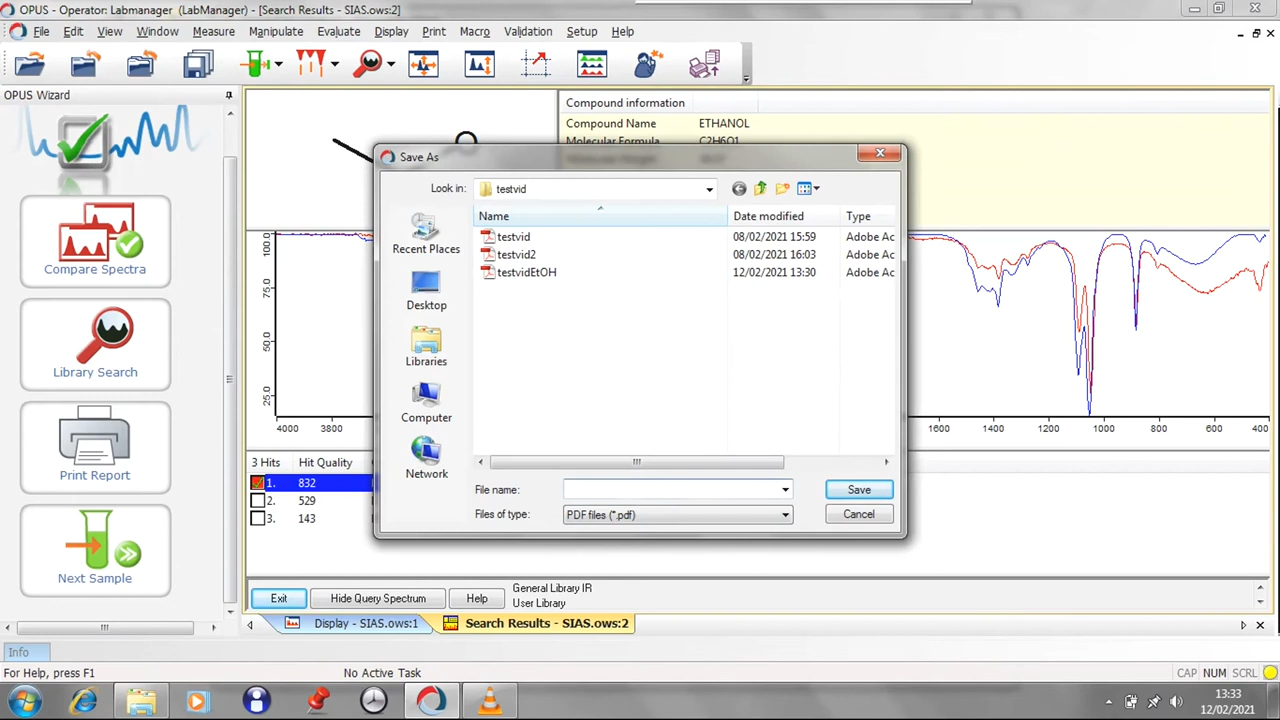 OPUS - Operator: Labmanager (LabManager) - [Search Results - SIAS.ows:2]
File Edit View Window Measure Manipulate Evaluate Display Print Macro Validation Setup Help
OPUS Wizard
Compare Spectra
Library Search
Print Report
Next Sample
Compound information
Compound Name ETHANOL
Molecular Formula C2H6O1
Save As
Look in: testvid
Recent Places
Desktop
Libraries
Computer
Network
Name Date modified Type
testvid 08/02/2021 15:59 Adobe Ac
testvid2 08/02/2021 16:03 Adobe Ac
testvidEtOH 12/02/2021 13:30 Adobe Ac
File name: Save
Files of type: PDF files (*.pdf) Cancel
100.0
75.0
50.0
25.0
4000 3800 1600 1400 1200 1000 800 600 400
3 Hits Hit Quality
1. 832
2. 529
3. 143
Exit Hide Query Spectrum Help
General Library IR
User Library
Display - SIAS.ows:1 Search Results - SIAS.ows:2
Info
For Help, press F1 No Active Task CAP NUM SCRL
13:33
12/02/2021